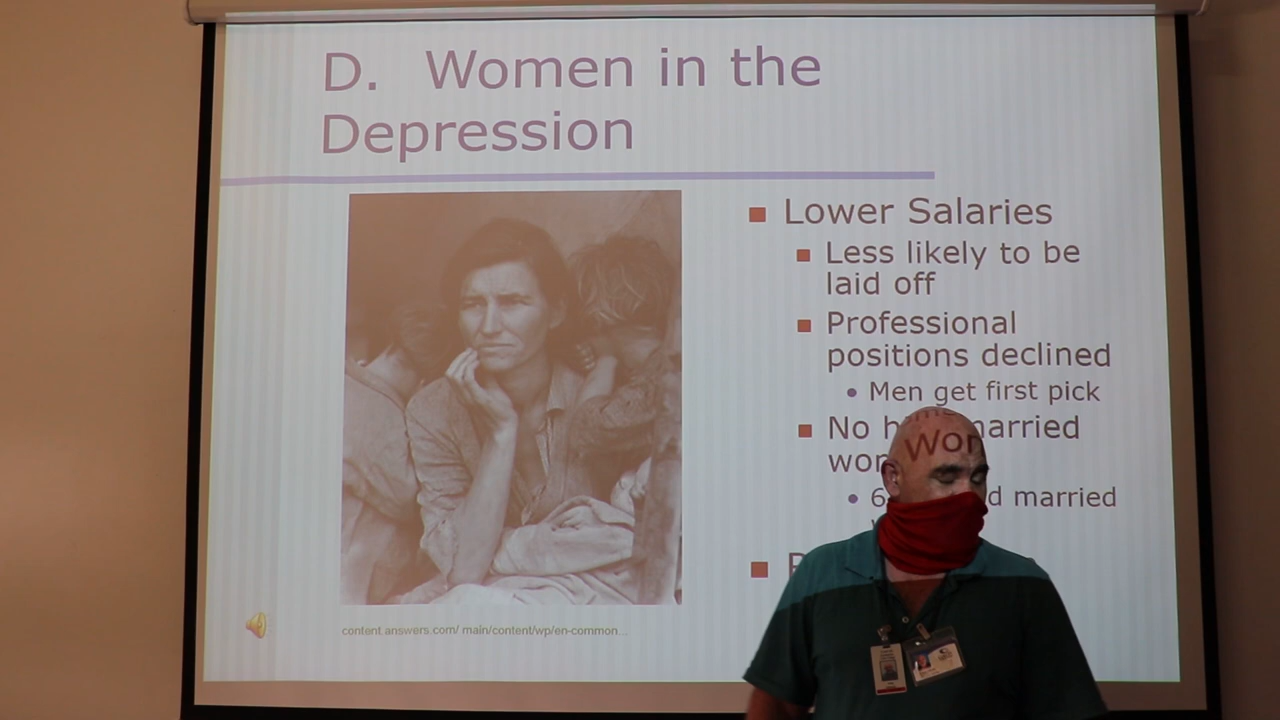 D. Women in the
Depression
Lower Salaries
Less likely to be
laid off
Professional
positions declined
Men get first pick
No married
married
content.answers.com/ main/content/wp/en-common...